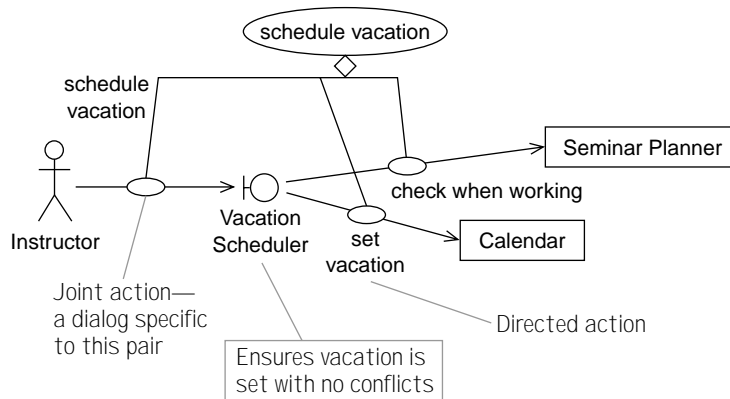 schedule vacation
schedule
vacation
Seminar Planner
check when working
Instructor
Vacation
Scheduler
set
vacation
Calendar
Joint action—
a dialog specific
to this pair
Directed action
Ensures vacation is
set with no conflicts